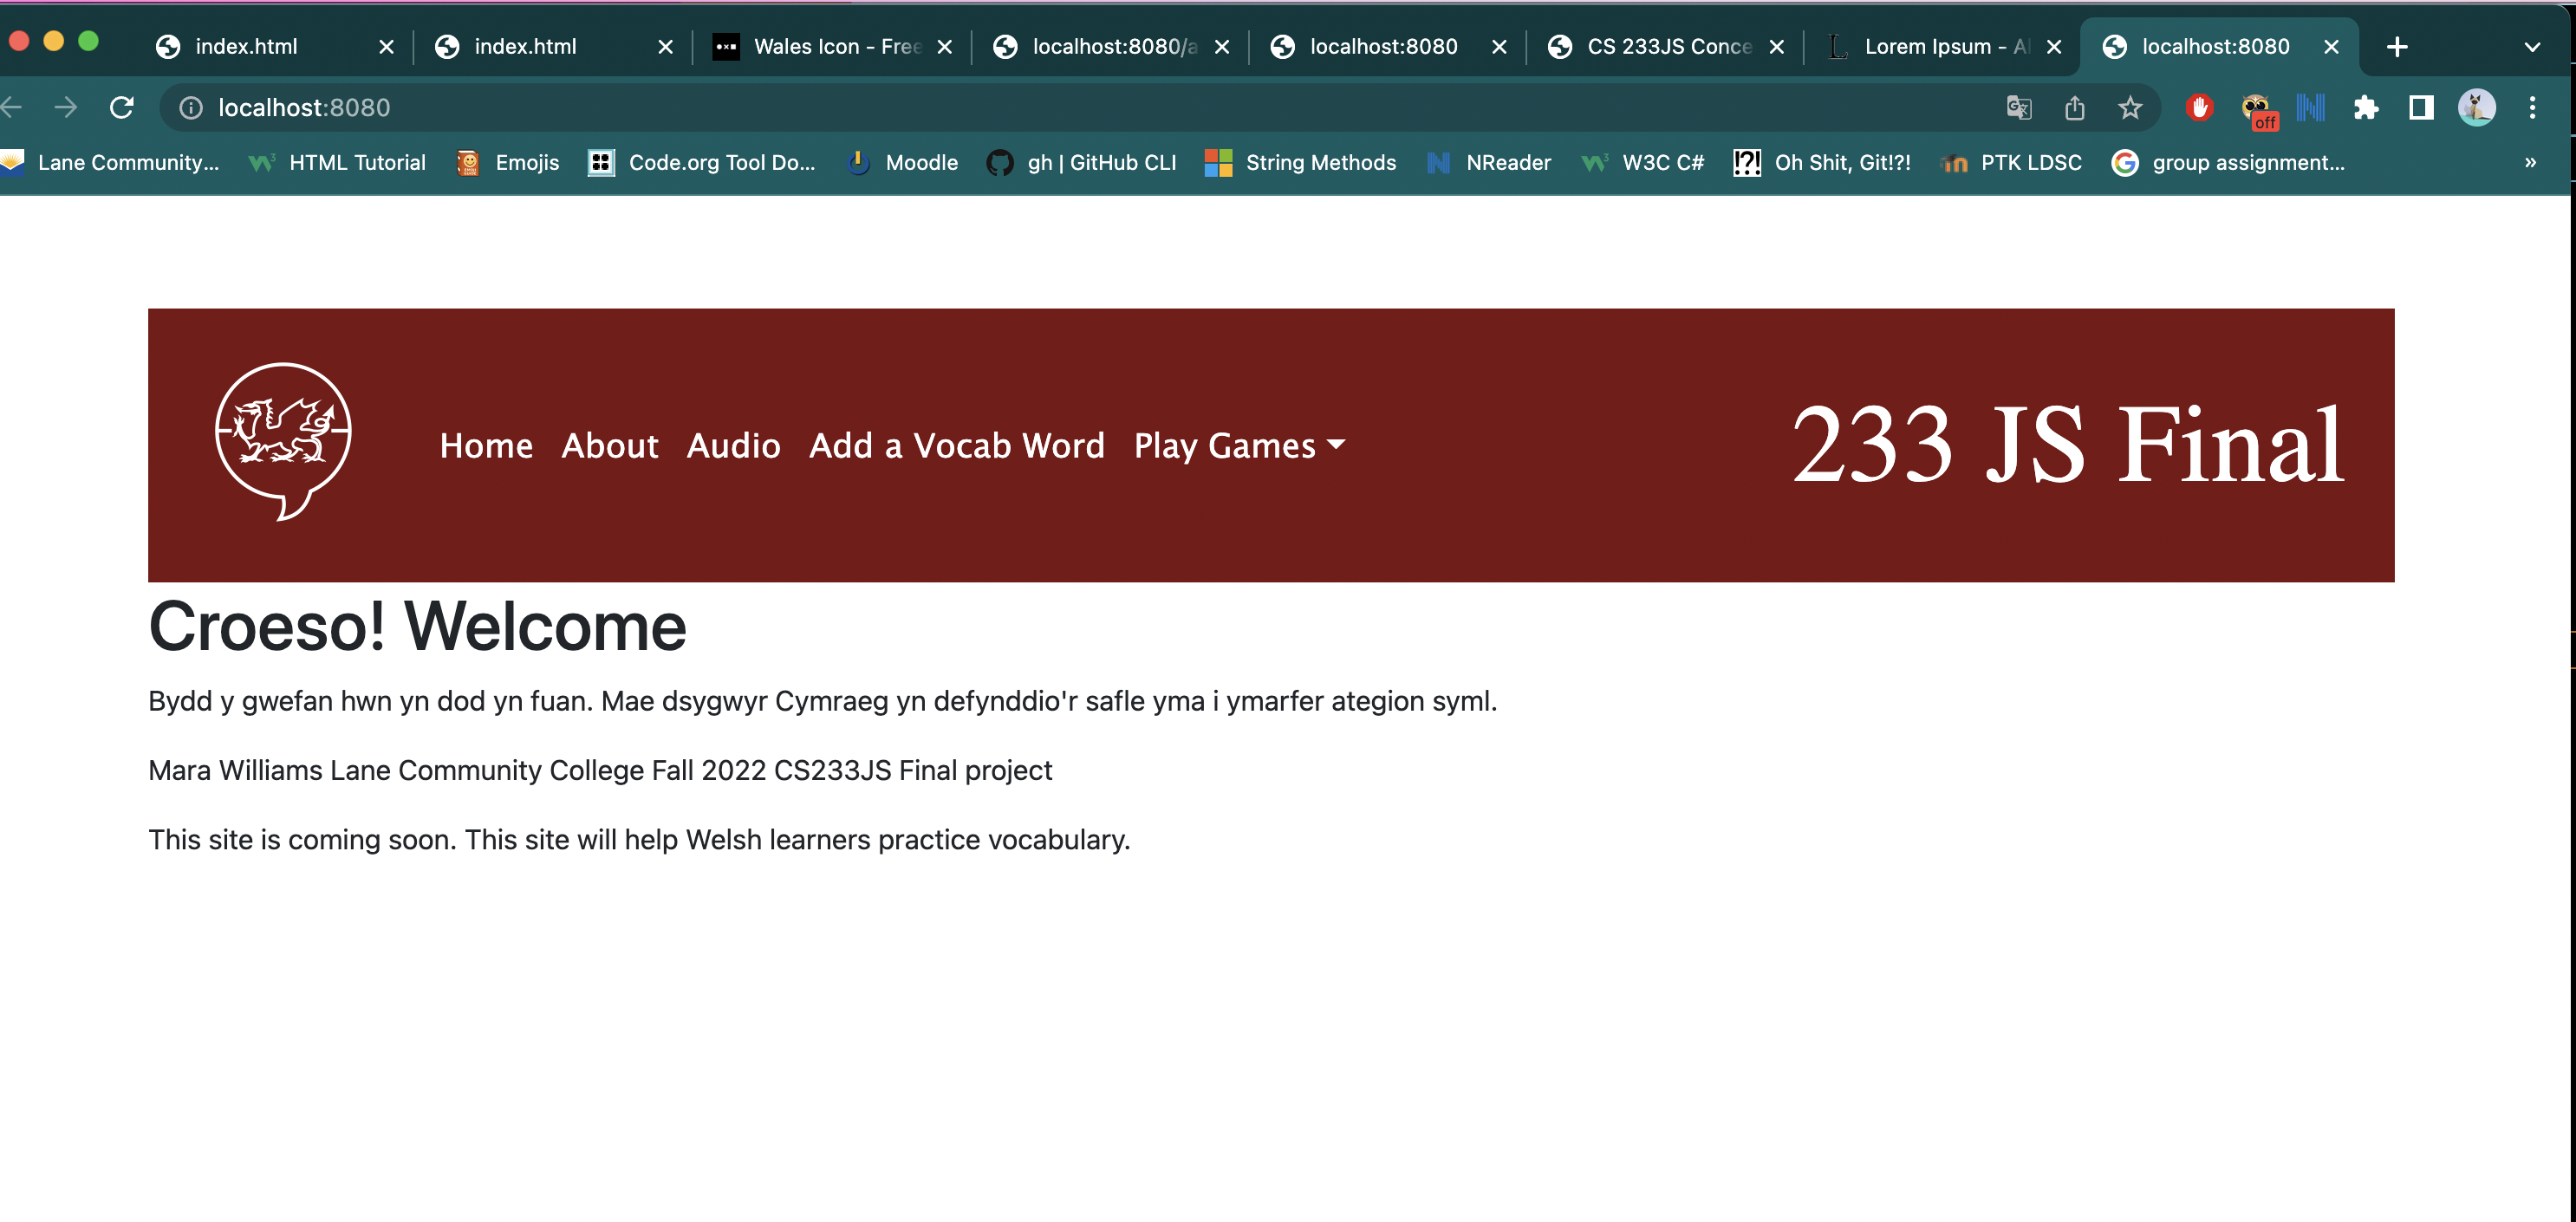 index.html
index.html
Wales Icon - Free
localhost:8080/a
localhost:8080
CS 233JS Conce
Lorem Ipsum - Al
localhost:8080
localhost:8080
off
Lane Community...
HTML Tutorial
Emojis
Code.org Tool Do...
Moodle
gh | GitHub CLI
String Methods
NReader
W3C C#
Oh Shit, Git!?!
PTK LDSC
group assignment...
Home
About
Audio
Add a Vocab Word
Play Games
233 JS Final
Croeso! Welcome
Bydd y gwefan hwn yn dod yn fuan. Mae dsygwyr Cymraeg yn defynddio'r safle yma i ymarfer ategion syml.
Mara Williams Lane Community College Fall 2022 CS233JS Final project
This site is coming soon. This site will help Welsh learners practice vocabulary.